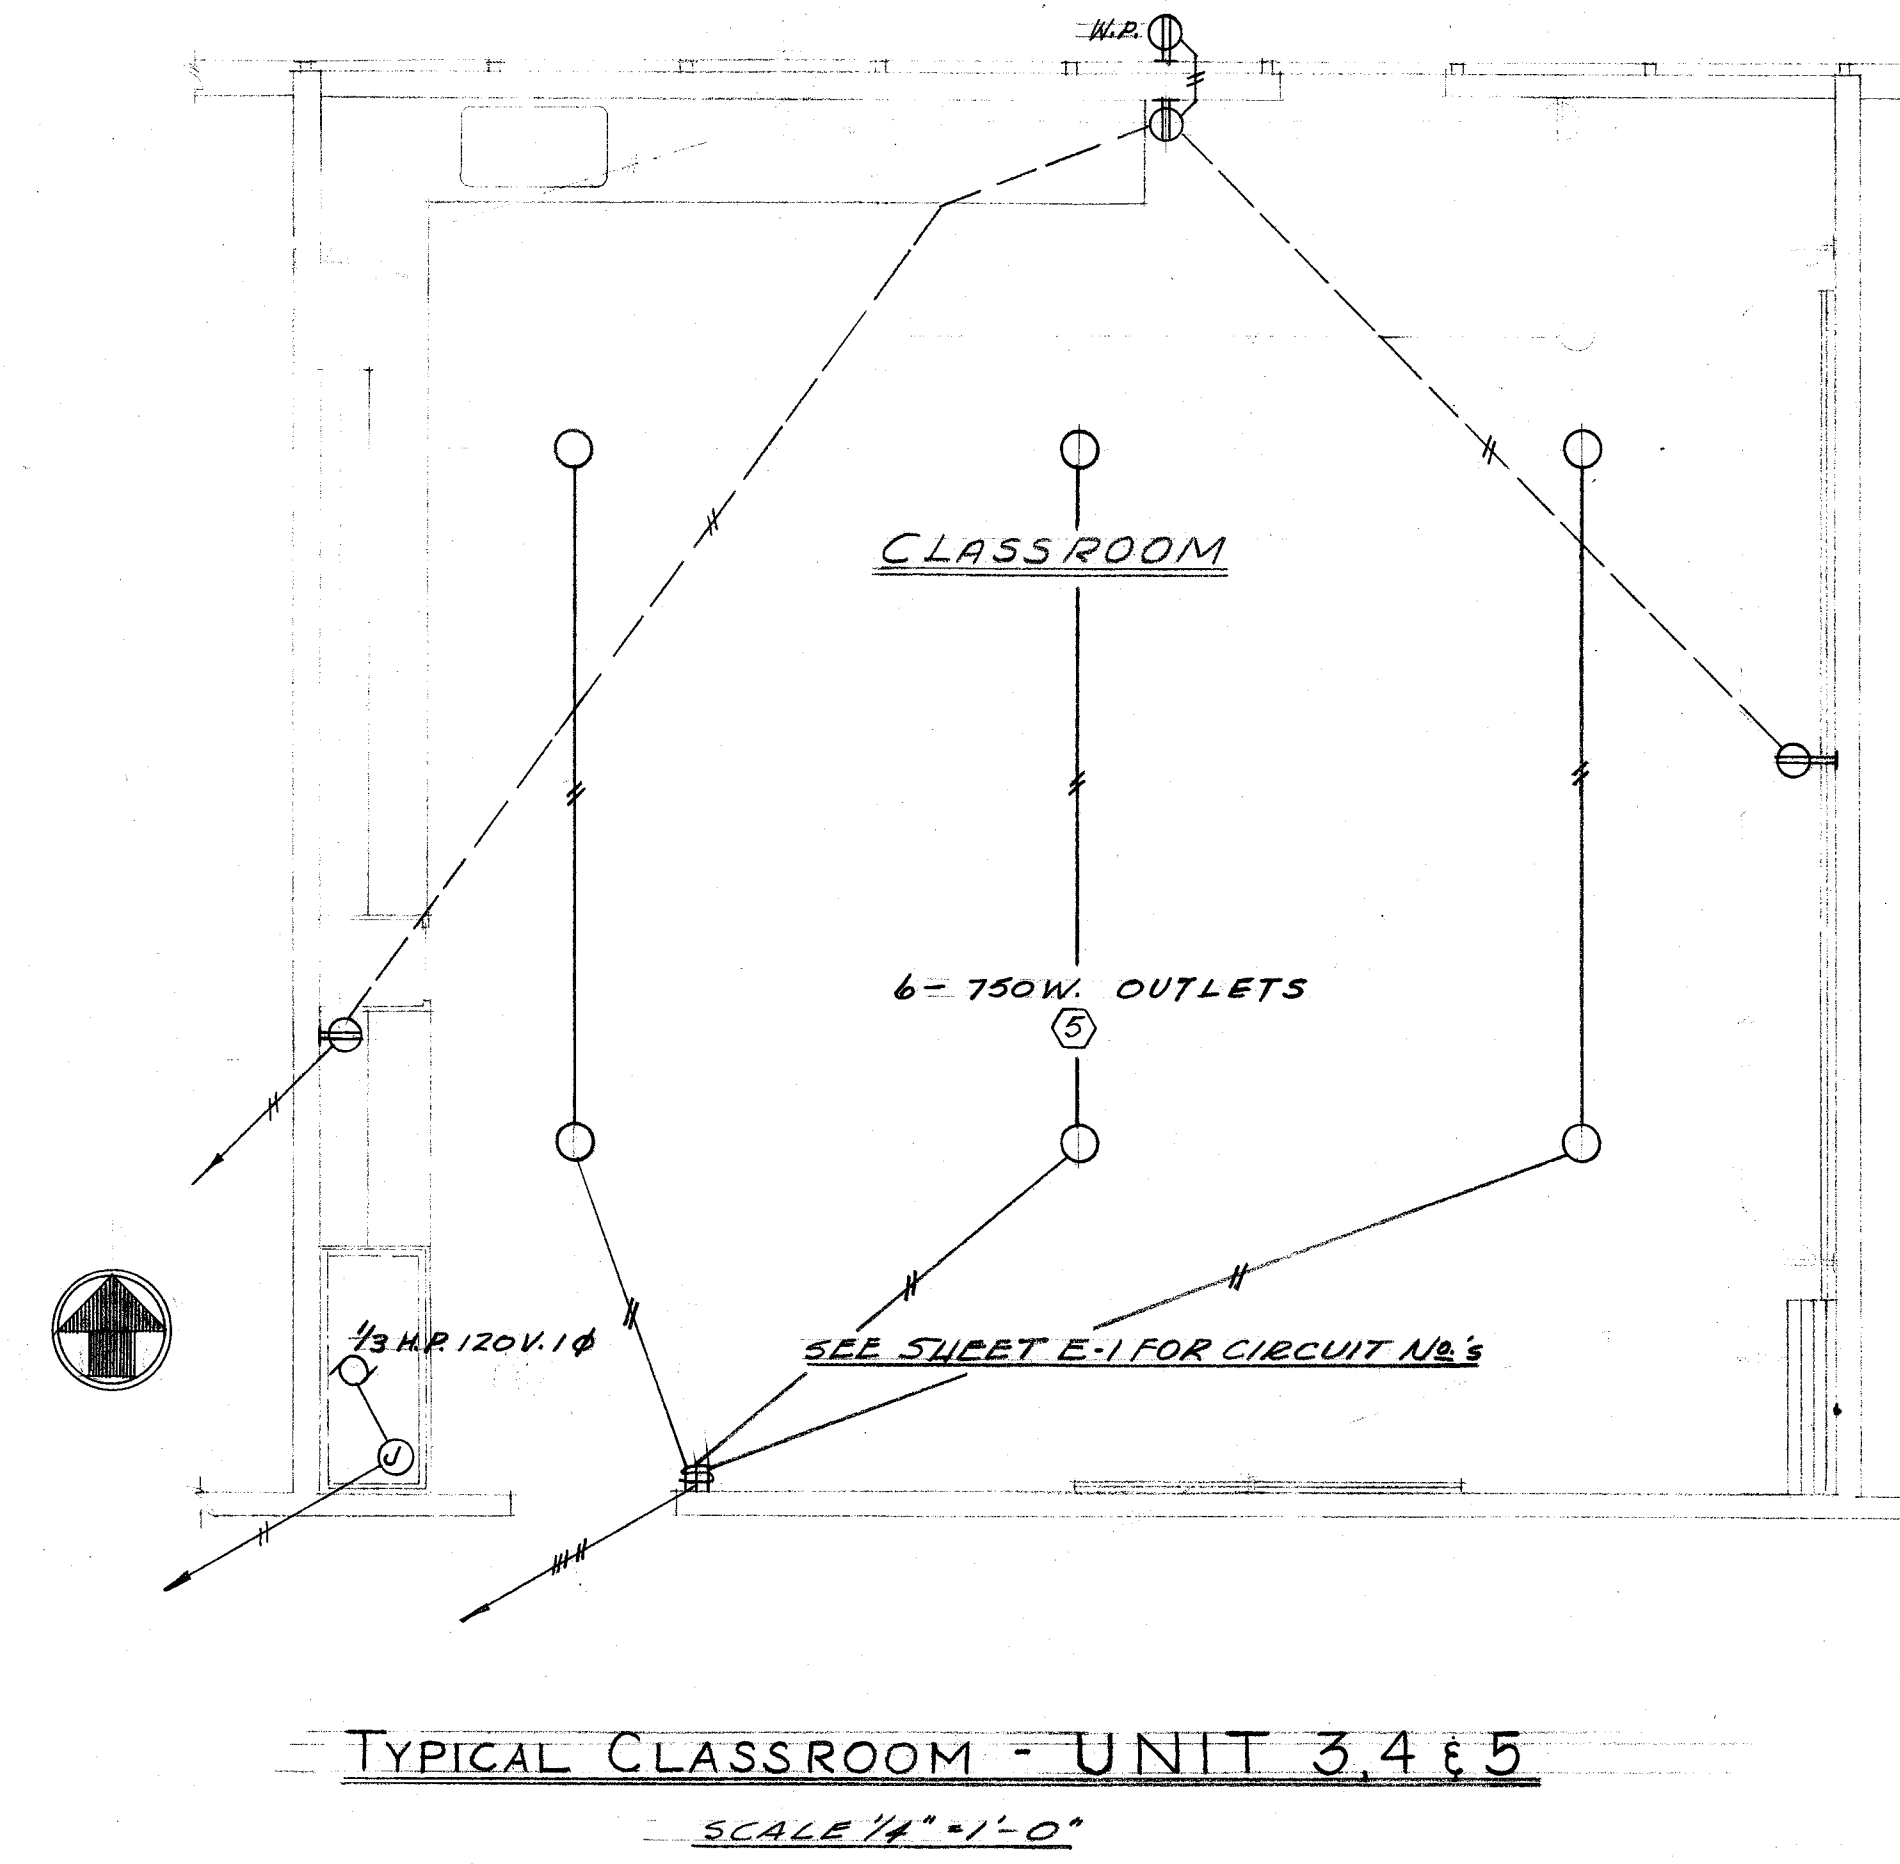 W.P.
CLASSROOM
6- 750W. OUTLETS
5
1/3 H.P. 120V. 1φ
SEE SHEET E-1 FOR CIRCUIT No.'s
J
TYPICAL CLASSROOM - UNIT 3, 4 & 5
SCALE 1/4" = 1'-0"